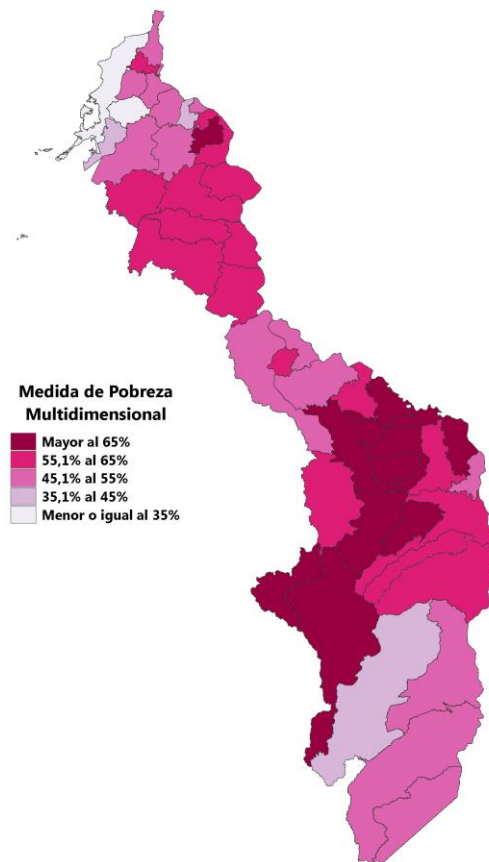 Medida de Pobreza
Multidimensional
Mayor al 65%
55,1% al 65%
45,1% al 55%
35,1% al 45%
Menor o igual al 35%